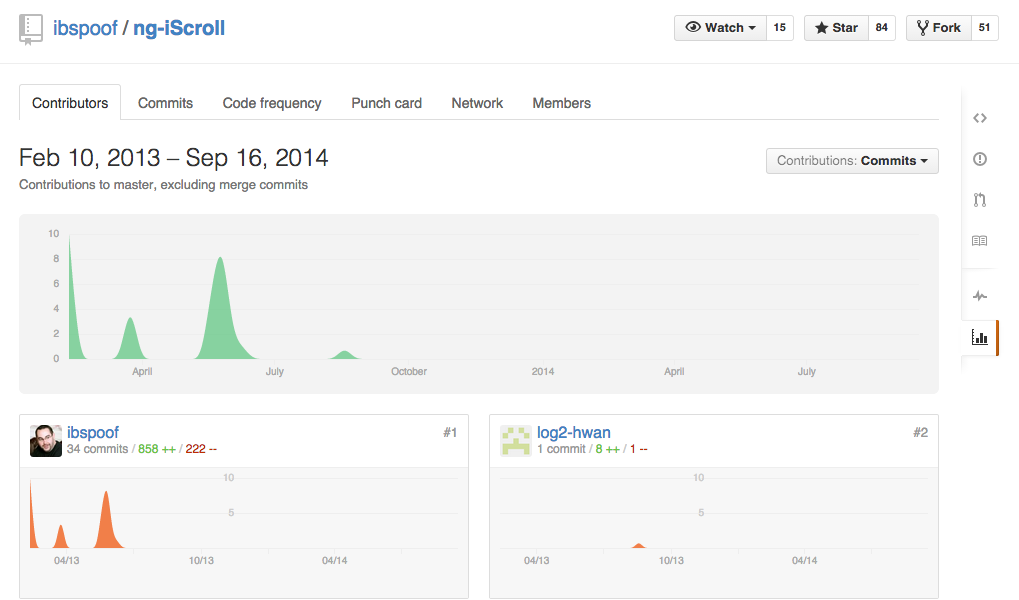 ibspoof / ng-iScroll
Watch 15 Star 84 Fork 51
Contributors Commits Code frequency Punch card Network Members
Feb 10, 2013 – Sep 16, 2014
Contributions: Commits
Contributions to master, excluding merge commits
10
8
6
4
2
0
April July October 2014 April July
ibspoof #1
34 commits / 858 ++ / 222 --
10
5
04/13 10/13 04/14
log2-hwan #2
1 commit / 8 ++ / 1 --
10
5
04/13 10/13 04/14